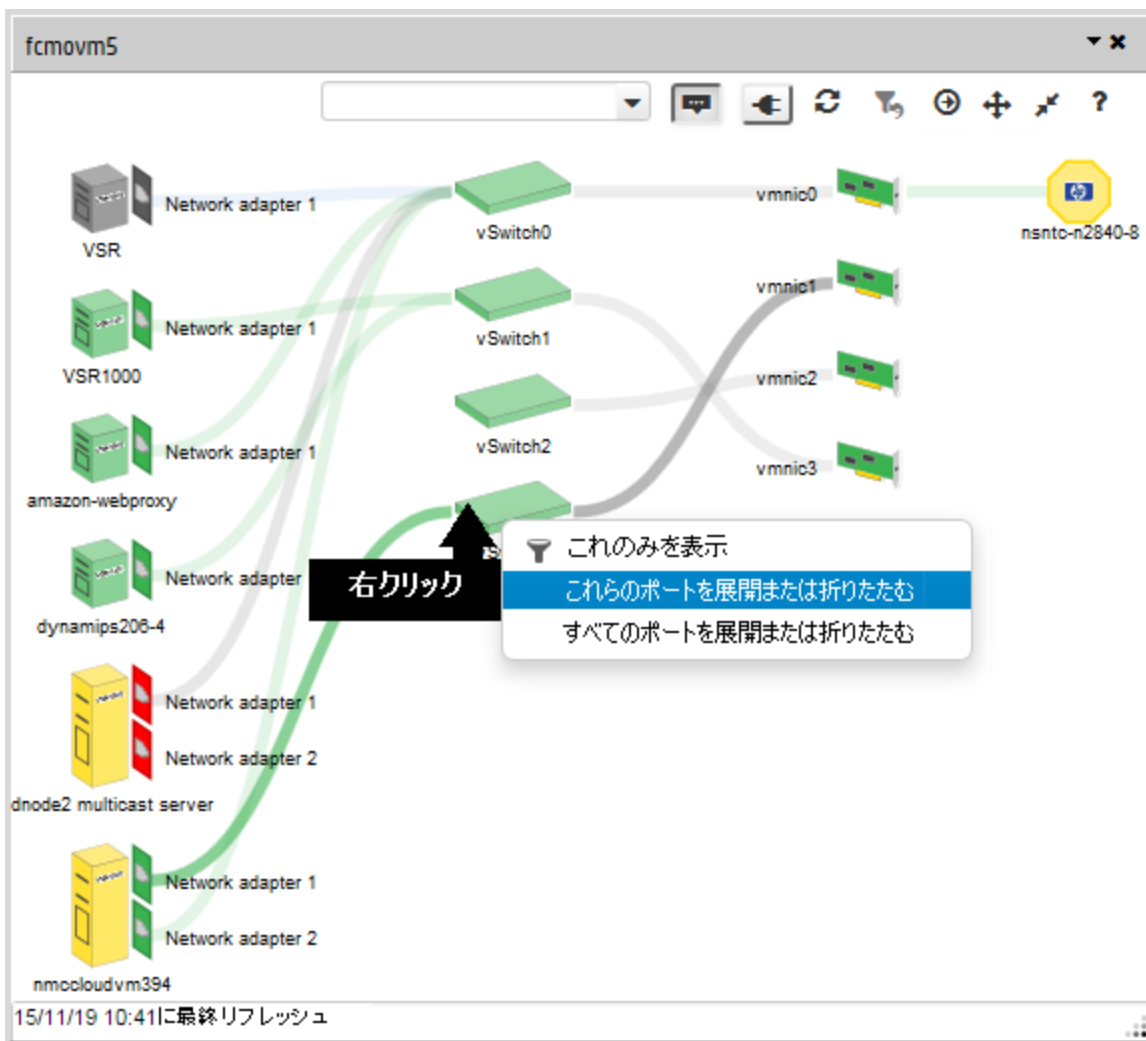 fcmovm5
?
Network adapter 1
VSR
Network adapter 1
VSR1000
Network adapter 1
amazon-webproxy
Network adapter
dynamips206-4
Network adapter 1
Network adapter 2
dnode2 multicast server
Network adapter 1
Network adapter 2
nmccloudvm394
vSwitch0
vSwitch1
vSwitch2
vmnic0
vmnic1
vmnic2
vmnic3
hp
nsntc-n2840-8
右クリック
これのみを表示
これらのポートを展開または折りたたむ
すべてのポートを展開または折りたたむ
15/11/19 10:41に最終リフレッシュ